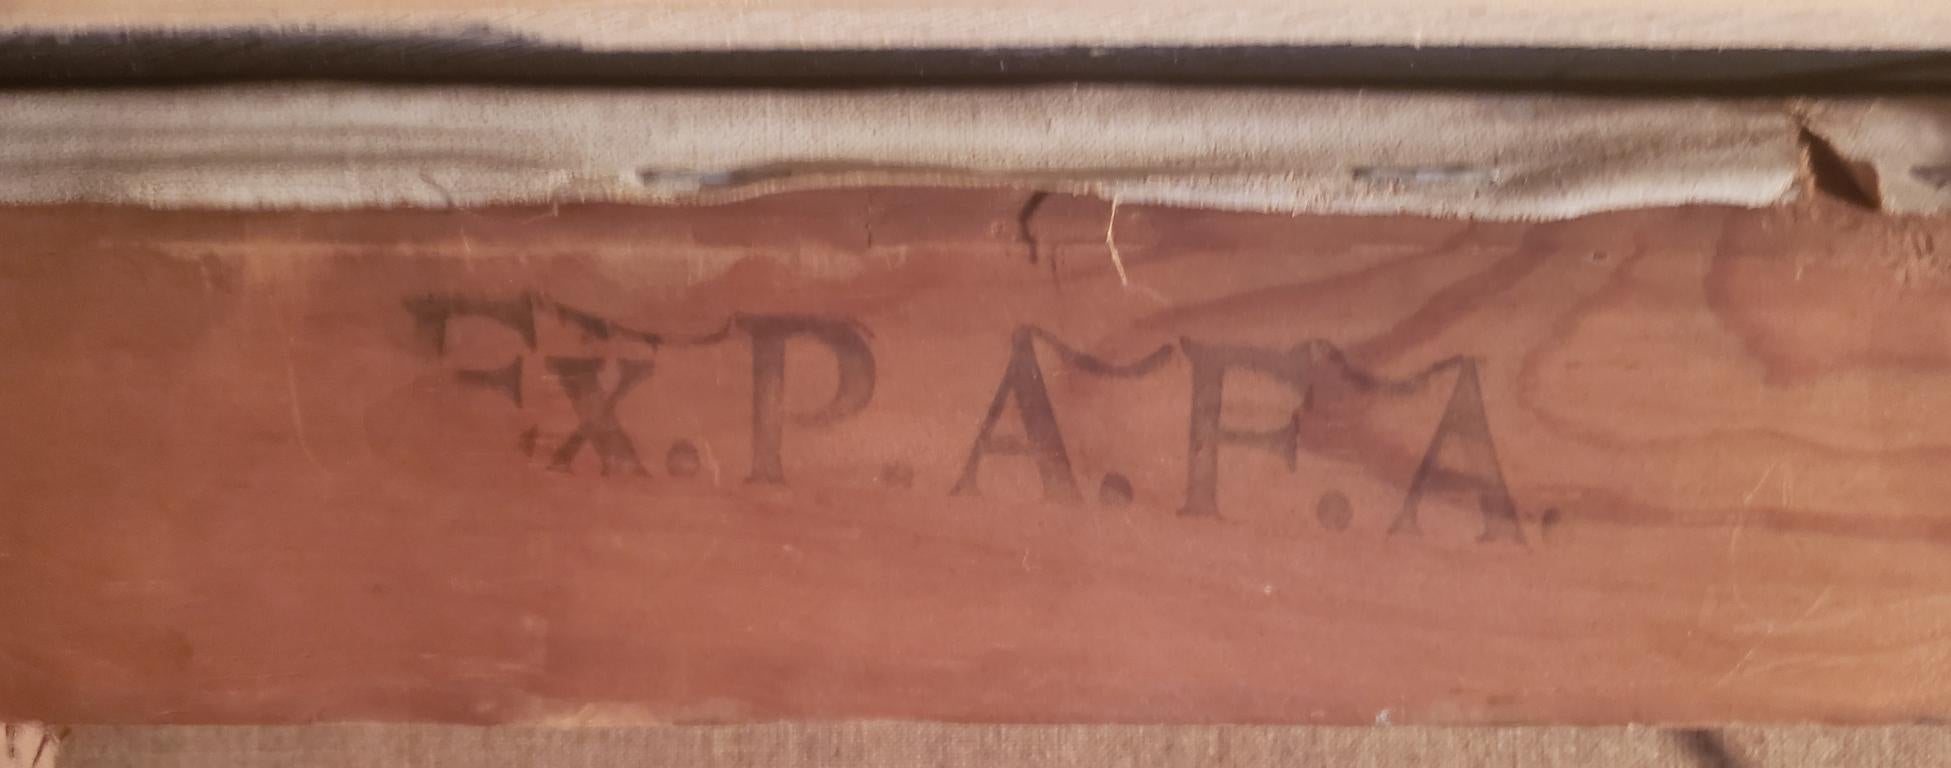 Ex. P. A. F. A.